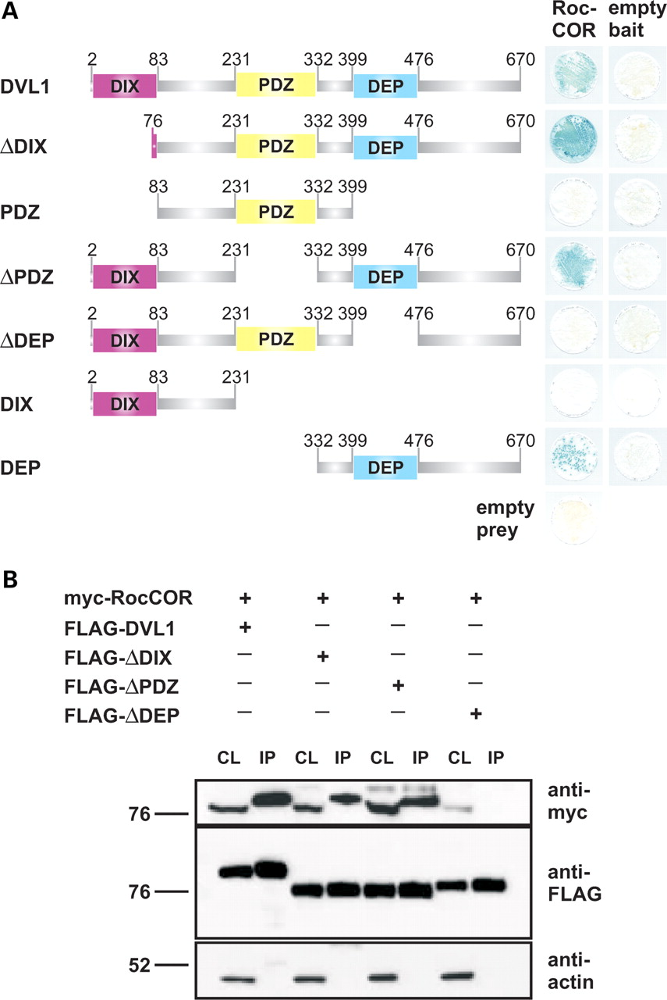 A
Roc- empty
COR bait
2 83 231 332 399 476 670
DVL1 DIX PDZ DEP
76 231 332 399 476 670
ΔDIX PDZ DEP
83 231 332 399
PDZ PDZ
2 83 231 332 399 476 670
ΔPDZ DIX DEP
2 83 231 332 399 476 670
ΔDEP DIX PDZ
2 83 231
DIX DIX
332 399 476 670
DEP DEP
empty
prey
B
myc-RocCOR + + + +
FLAG-DVL1 + — — —
FLAG-ΔDIX — + — —
FLAG-ΔPDZ — — + —
FLAG-ΔDEP — — — +
CL IP CL IP CL IP CL IP
anti-
76 — myc
anti-
76 — FLAG
52 — anti-
actin